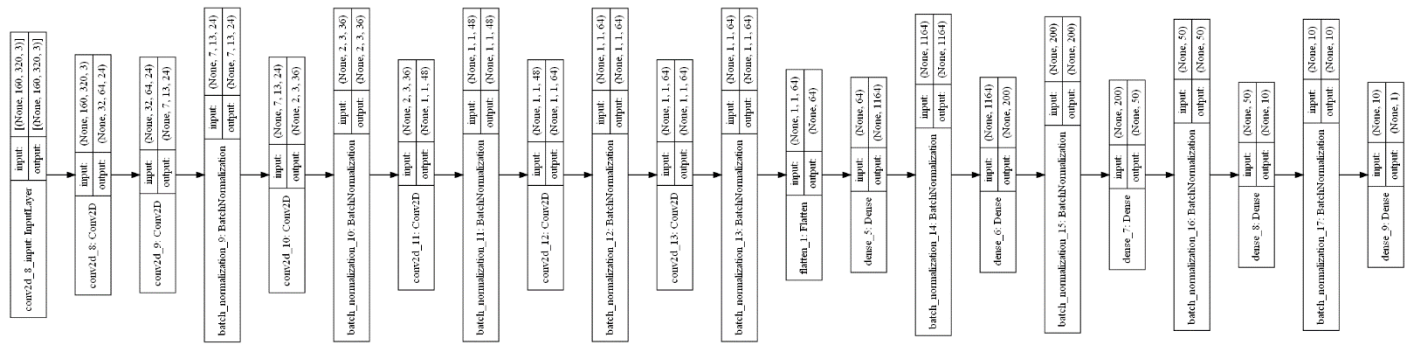 conv2d_8_input: InputLayer
input: [(None, 160, 320, 3)]
output: [(None, 160, 320, 3)]
conv2d_8: Conv2D
input: (None, 160, 320, 3)
output: (None, 32, 64, 24)
conv2d_9: Conv2D
input: (None, 32, 64, 24)
output: (None, 7, 13, 24)
batch_normalization_9: BatchNormalization
input: (None, 7, 13, 24)
output: (None, 7, 13, 24)
conv2d_10: Conv2D
input: (None, 7, 13, 24)
output: (None, 2, 3, 36)
batch_normalization_10: BatchNormalization
input: (None, 2, 3, 36)
output: (None, 2, 3, 36)
conv2d_11: Conv2D
input: (None, 2, 3, 36)
output: (None, 1, 1, 48)
batch_normalization_11: BatchNormalization
input: (None, 1, 1, 48)
output: (None, 1, 1, 48)
conv2d_12: Conv2D
input: (None, 1, 1, 48)
output: (None, 1, 1, 64)
batch_normalization_12: BatchNormalization
input: (None, 1, 1, 64)
output: (None, 1, 1, 64)
conv2d_13: Conv2D
input: (None, 1, 1, 64)
output: (None, 1, 1, 64)
batch_normalization_13: BatchNormalization
input: (None, 1, 1, 64)
output: (None, 1, 1, 64)
flatten_1: Flatten
input: (None, 1, 1, 64)
output: (None, 64)
dense_5: Dense
input: (None, 64)
output: (None, 1164)
batch_normalization_14: BatchNormalization
input: (None, 1164)
output: (None, 1164)
dense_6: Dense
input: (None, 1164)
output: (None, 200)
batch_normalization_15: BatchNormalization
input: (None, 200)
output: (None, 200)
dense_7: Dense
input: (None, 200)
output: (None, 50)
batch_normalization_16: BatchNormalization
input: (None, 50)
output: (None, 50)
dense_8: Dense
input: (None, 50)
output: (None, 10)
batch_normalization_17: BatchNormalization
input: (None, 10)
output: (None, 10)
dense_9: Dense
input: (None, 10)
output: (None, 1)